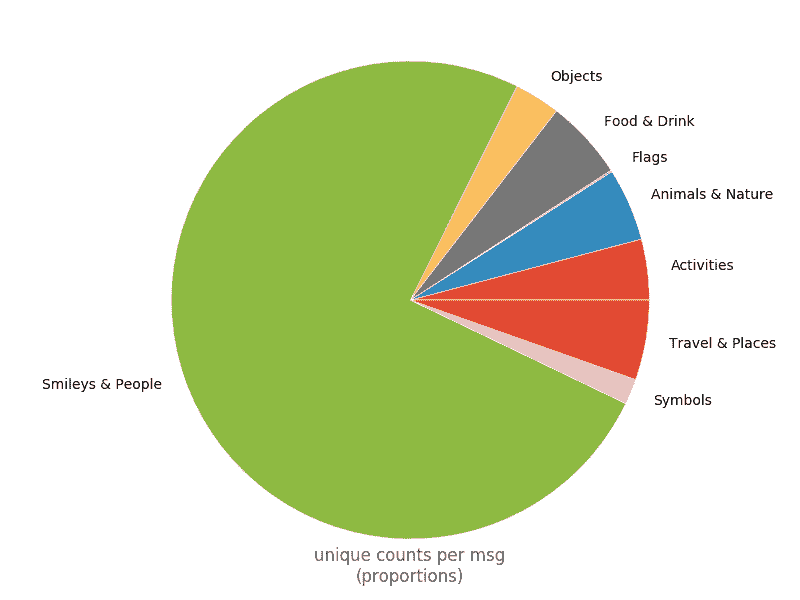 Objects
Food & Drink
Flags
Animals & Nature
Activities
Travel & Places
Smileys & People
Symbols
unique counts per msg
(proportions)